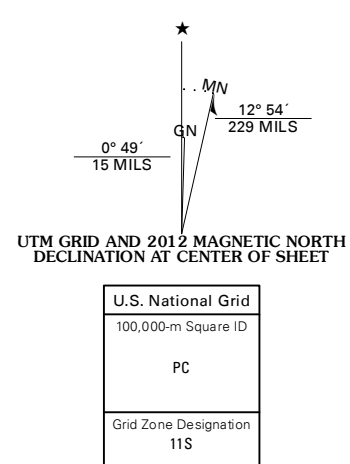 MN
12° 54´
229 MILS
GN
0° 49´
15 MILS
UTM GRID AND 2012 MAGNETIC NORTH
DECLINATION AT CENTER OF SHEET
U.S. National Grid
100,000-m Square ID
PC
Grid Zone Designation
11S